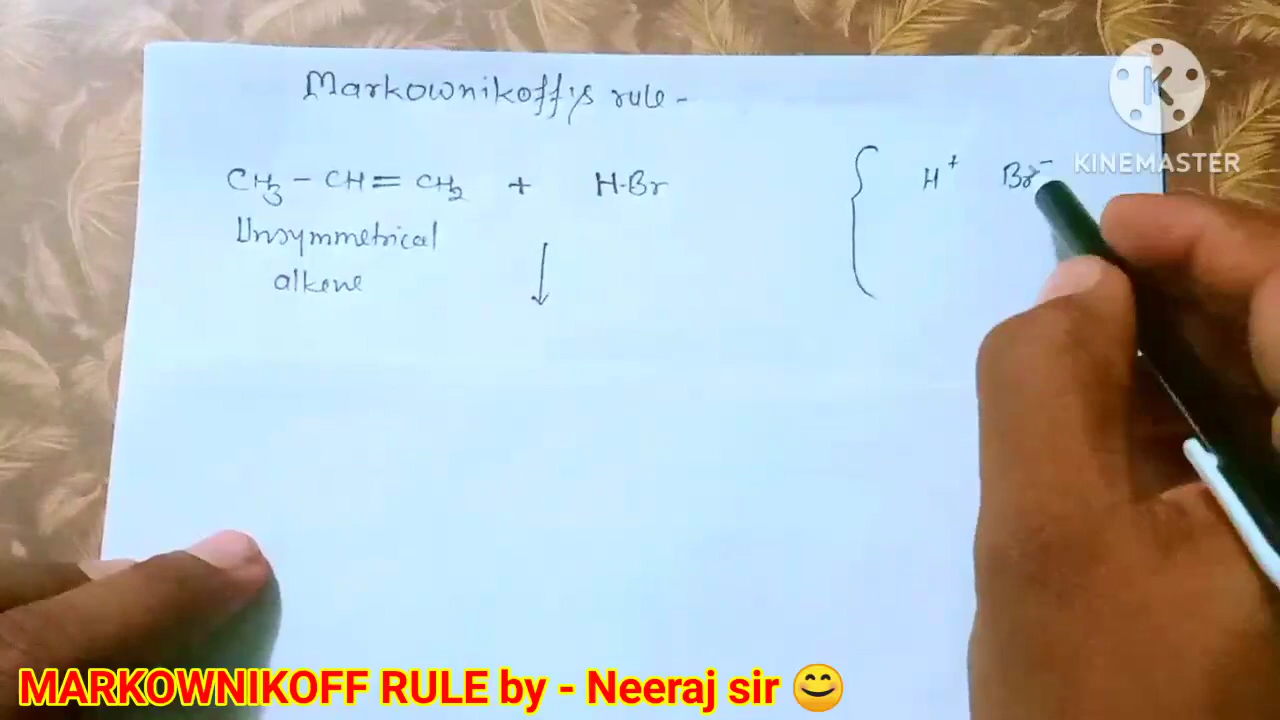 Markownikoff's rule -
CH₃ - CH = CH₂ + H-Br
H⁺ Br⁻
Unsymmetrical
alkene
KINEMASTER
MARKOWNIKOFF RULE by - Neeraj sir 😊